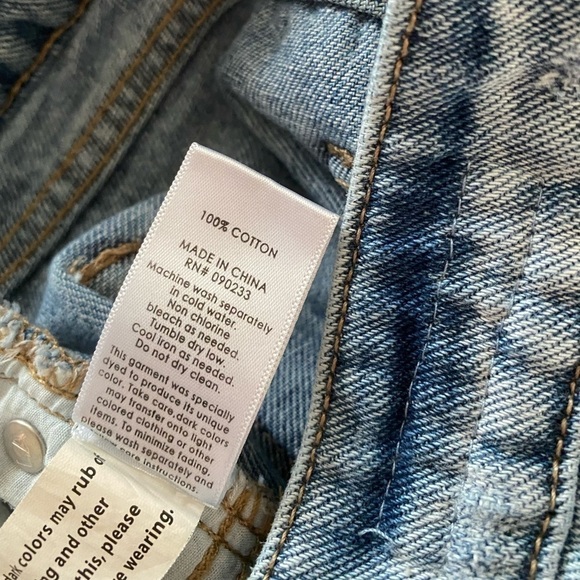 100% COTTON
MADE IN CHINA
RN# 090233
Machine wash separately
in cold water.
Non chlorine
bleach as needed.
Tumble dry low.
Cool iron as needed.
Do not dry clean.
This garment was specially
dyed to produce its unique
color. Take care, dark colors
may transfer onto light
colored clothing or other
items. To minimize fading,
please wash separately and
care instructions.
dark colors may rub
and other
this, please
wearing.